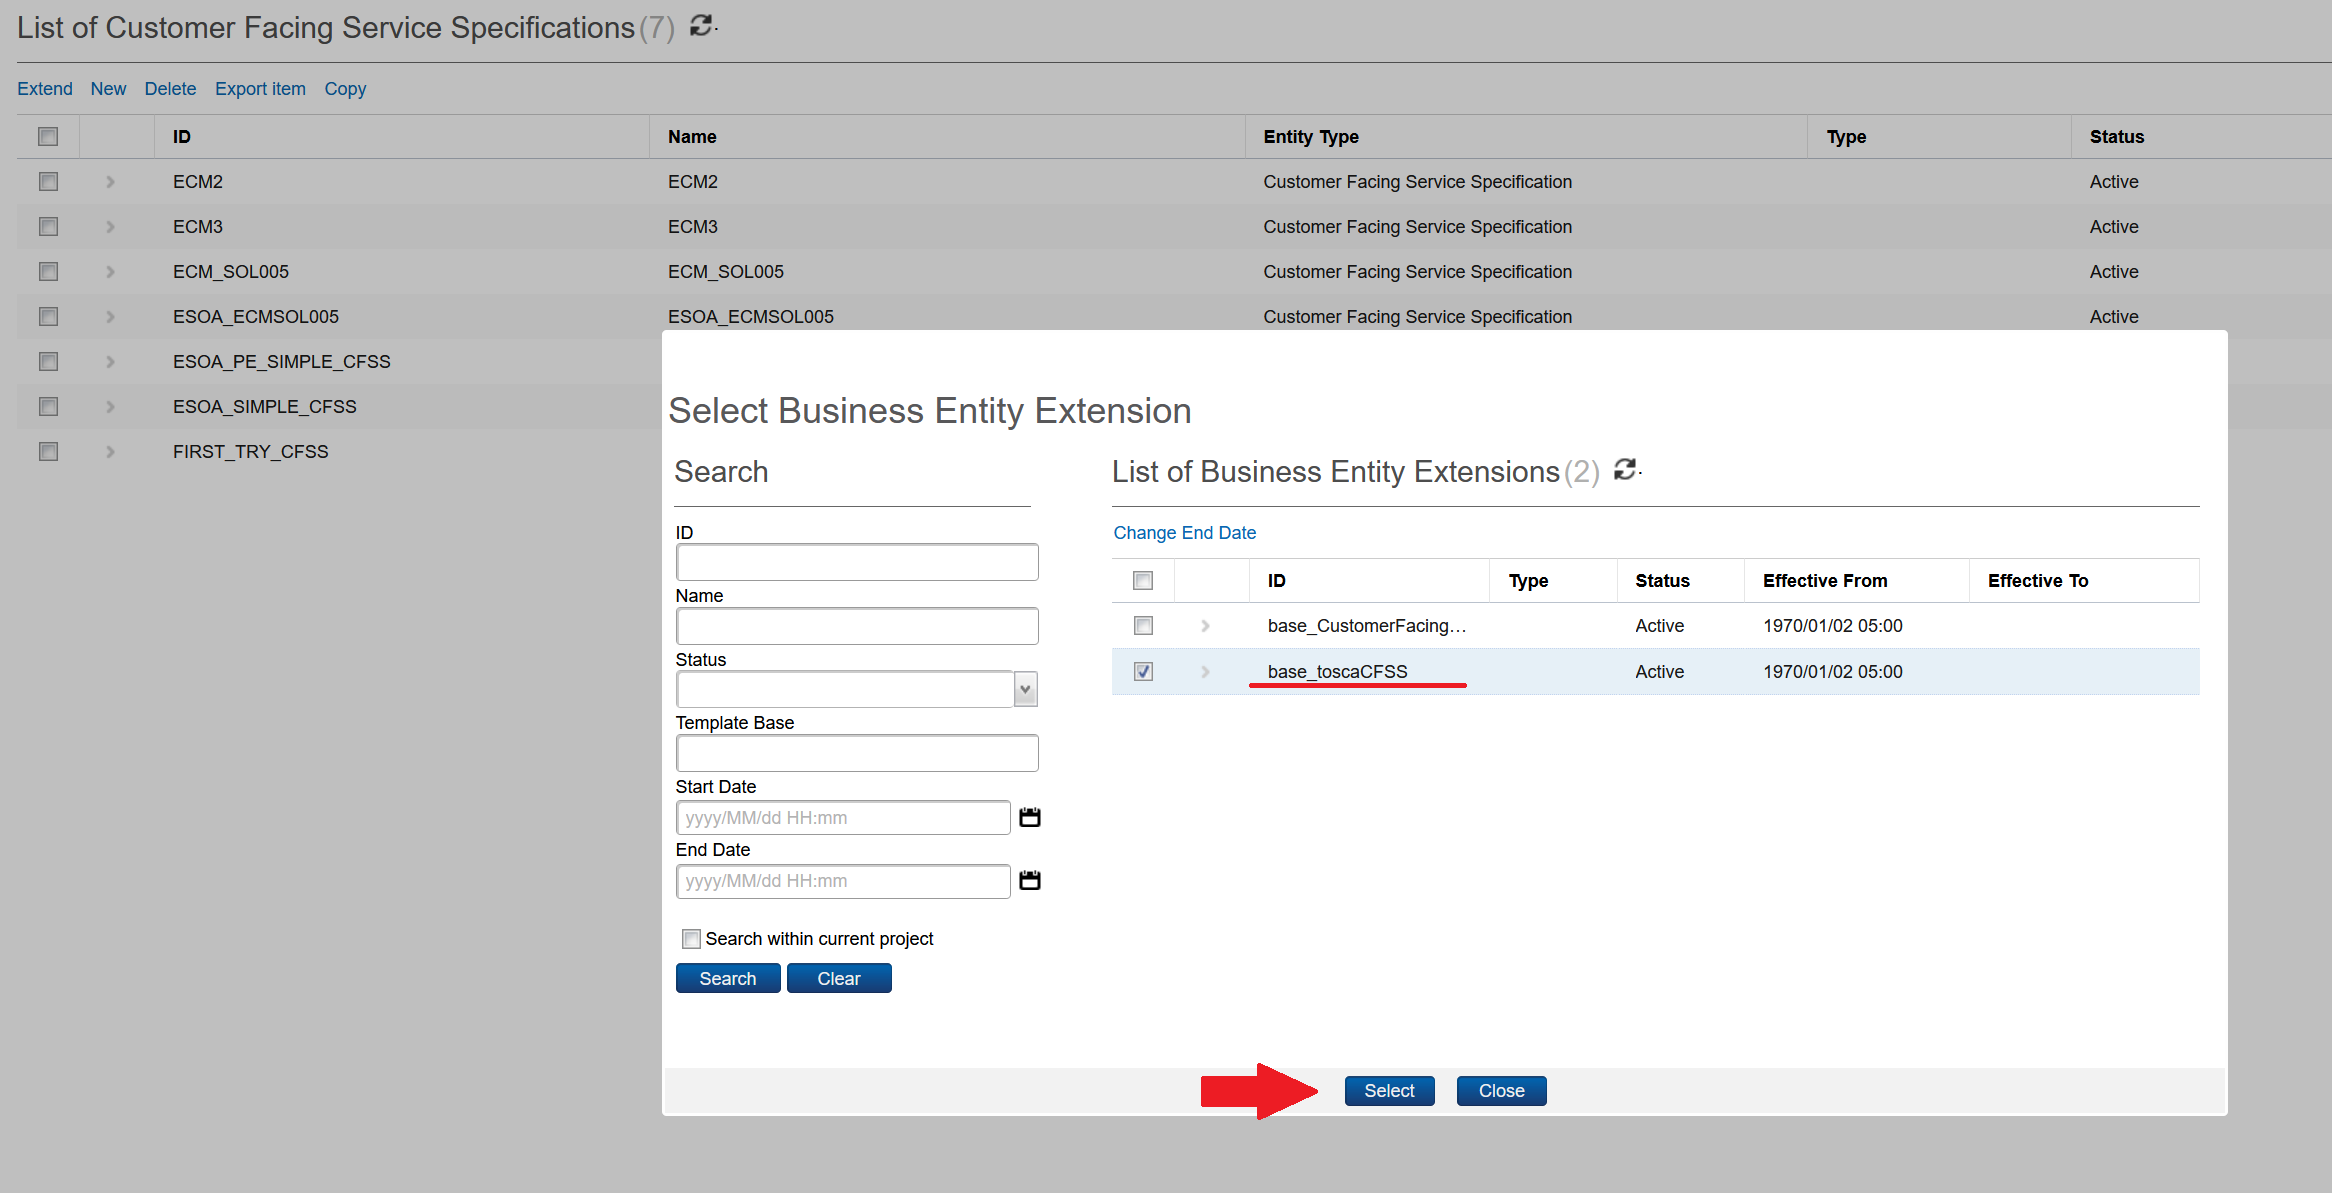 List of Customer Facing Service Specifications(7)
Extend New Delete Export item Copy
ID Name Entity Type Type Status
ECM2 ECM2 Customer Facing Service Specification Active
ECM3 ECM3 Customer Facing Service Specification Active
ECM_SOL005 ECM_SOL005 Customer Facing Service Specification Active
ESOA_ECMSOL005 ESOA_ECMSOL005 Customer Facing Service Specification Active
ESOA_PE_SIMPLE_CFSS
ESOA_SIMPLE_CFSS
FIRST_TRY_CFSS
Select Business Entity Extension
Search
ID
Name
Status
Template Base
Start Date
yyyy/MM/dd HH:mm
End Date
yyyy/MM/dd HH:mm
Search within current project
Search Clear
List of Business Entity Extensions(2)
Change End Date
ID Type Status Effective From Effective To
base_CustomerFacing... Active 1970/01/02 05:00
base_toscaCFSS Active 1970/01/02 05:00
Select Close